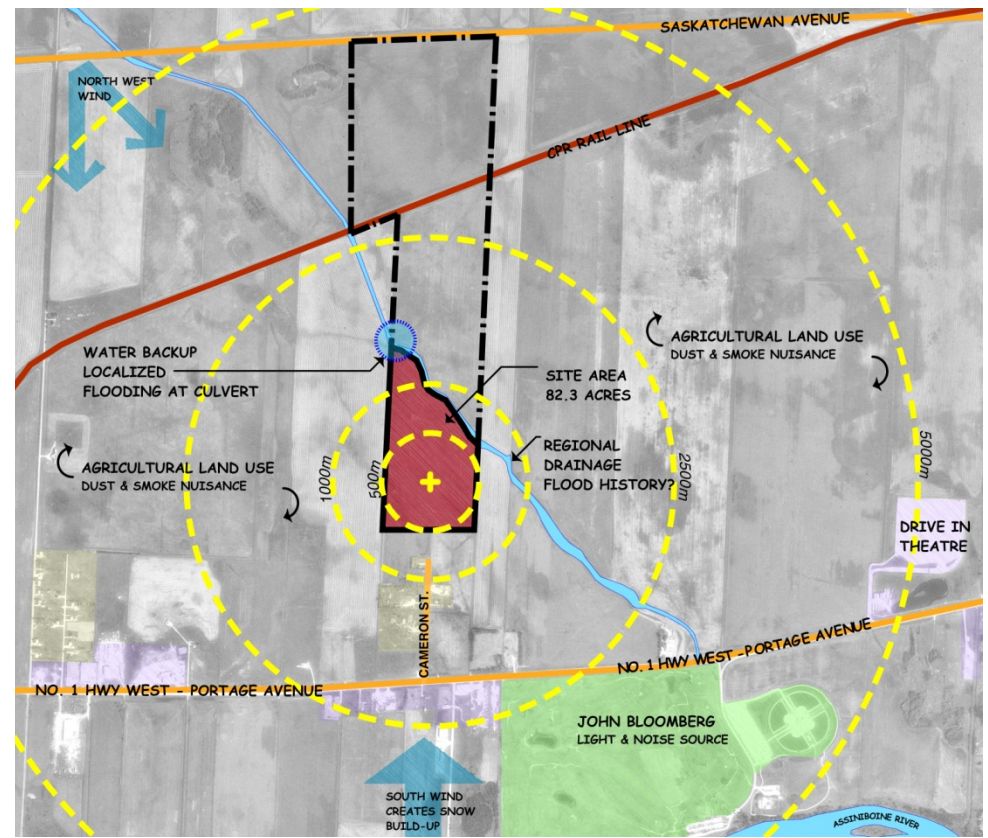 SASKATCHEWAN AVENUE
NORTH WEST
WIND
CPR RAIL LINE
WATER BACKUP
LOCALIZED
FLOODING AT CULVERT
AGRICULTURAL LAND USE
DUST & SMOKE NUISANCE
SITE AREA
82.3 ACRES
REGIONAL
DRAINAGE
FLOOD HISTORY?
AGRICULTURAL LAND USE
DUST & SMOKE NUISANCE
1000m
500m
2500m
5000m
DRIVE IN
THEATRE
CAMERON ST.
NO. 1 HWY WEST - PORTAGE AVENUE
NO. 1 HWY WEST -PORTAGE AVENUE
JOHN BLOOMBERG
LIGHT & NOISE SOURCE
SOUTH WIND
CREATES SNOW
BUILD-UP
ASSINIBOINE RIVER